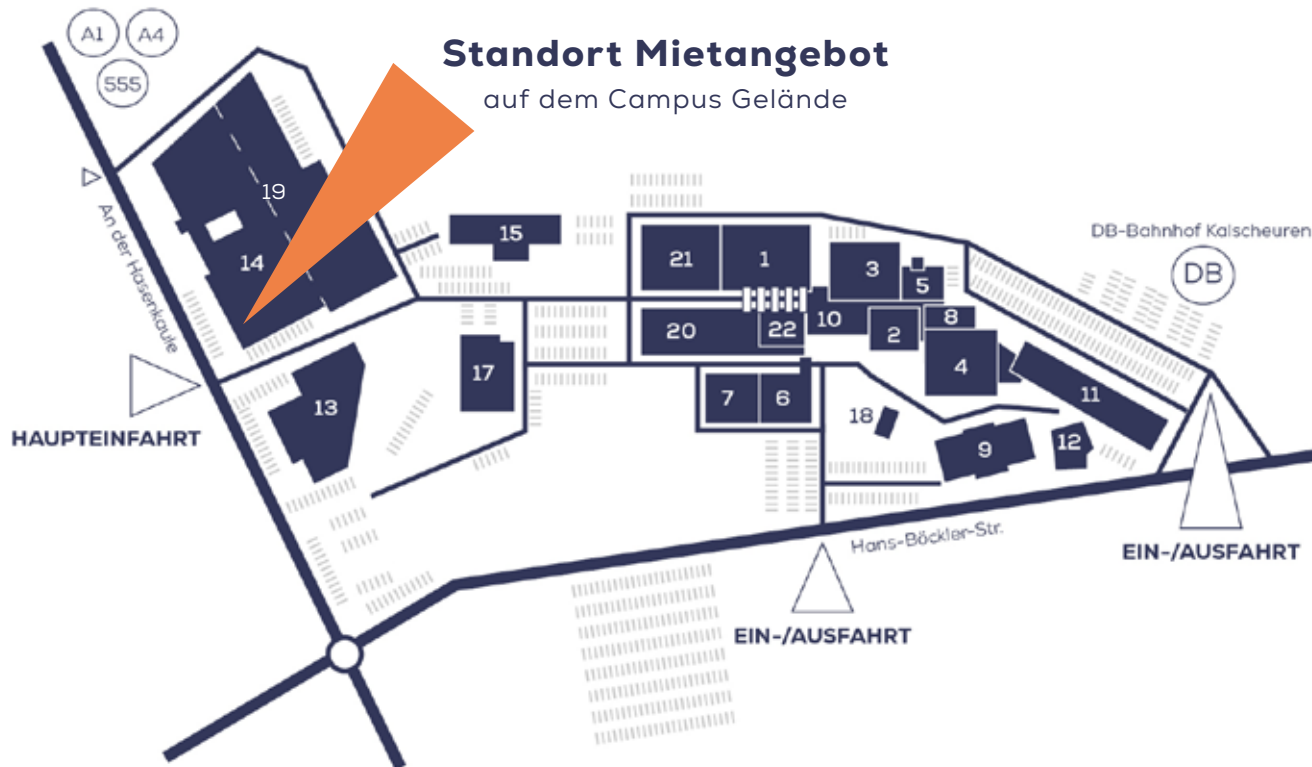 A1
A4
555
Standort Mietangebot
auf dem Campus Gelände
An der Hasenkaule
HAUPTEINFAHRT
19
14
15
13
17
21
1
3
5
20
22
10
2
8
4
7
6
11
18
9
12
DB-Bahnhof Kalscheuren
DB
Hans-Böckler-Str.
EIN-/AUSFAHRT
EIN-/AUSFAHRT